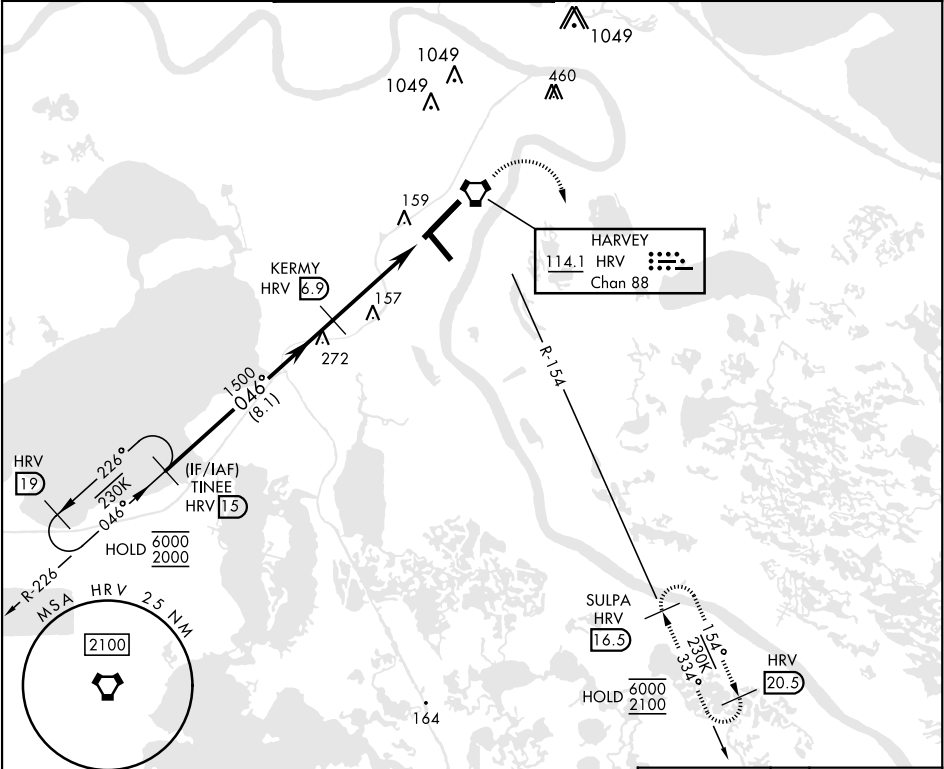 1049
1049
1049
460
159
HARVEY
114.1 HRV
Chan 88
KERMY
HRV 6.9
157
272
R-154
1500
046°
(8.1)
HRV
19
226°
230K
046°
(IF/IAF)
TINEE
HRV 15
HOLD 6000
2000
R-226
MSA HRV 25 NM
2100
SULPA
HRV
16.5
154°
230K
334°
HRV
20.5
HOLD 6000
2100
164